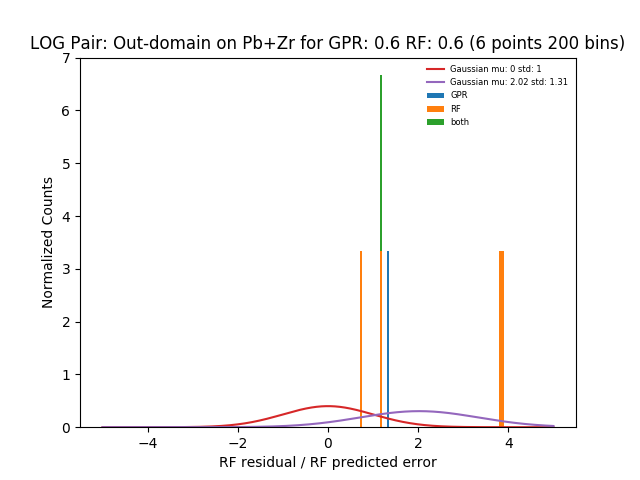 LOG Pair: Out-domain on Pb+Zr for GPR: 0.6 RF: 0.6 (6 points 200 bins)
7
6
5
4
3
2
1
0
Normalized Counts
Gaussian mu: 0 std: 1
Gaussian mu: 2.02 std: 1.31
GPR
RF
both
−4 −2 0 2 4
RF residual / RF predicted error